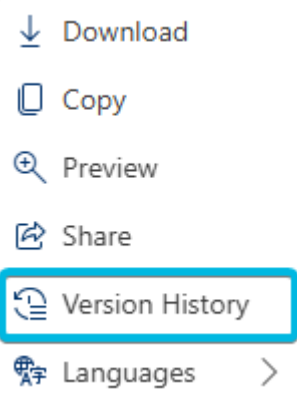 Download
Copy
Preview
Share
Version History
Languages